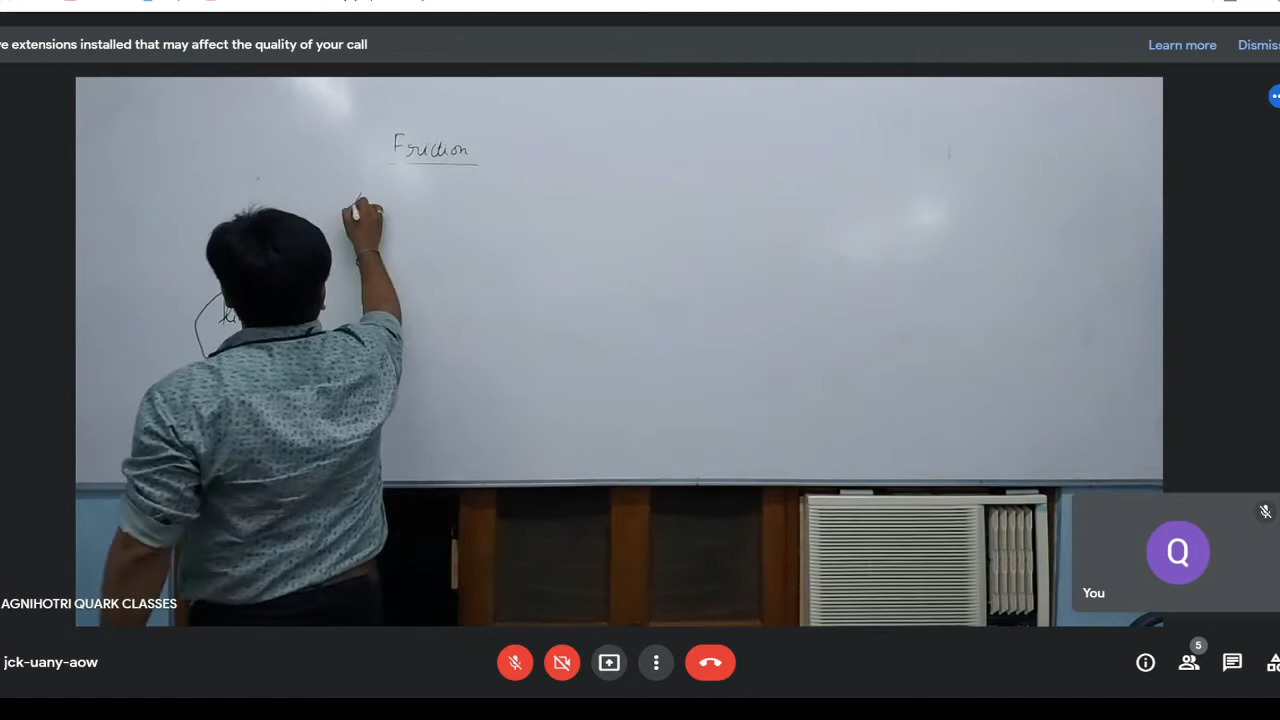 e extensions installed that may affect the quality of your call
Learn more
Dismiss
Friction
AGNIHOTRI QUARK CLASSES
Q
You
jck-uany-aow
5